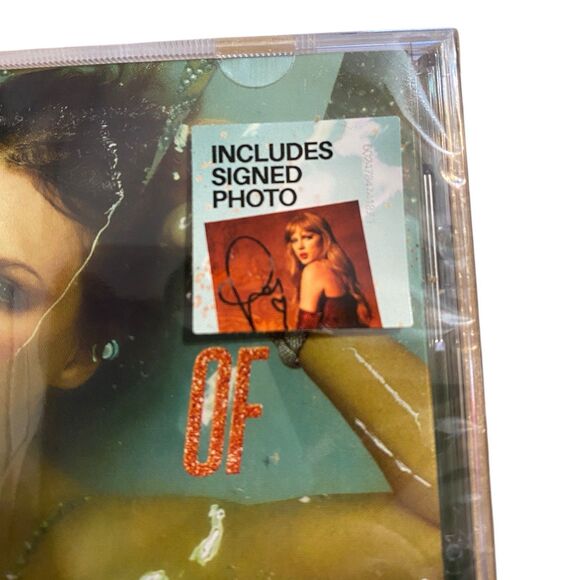 INCLUDES
SIGNED
PHOTO
OF